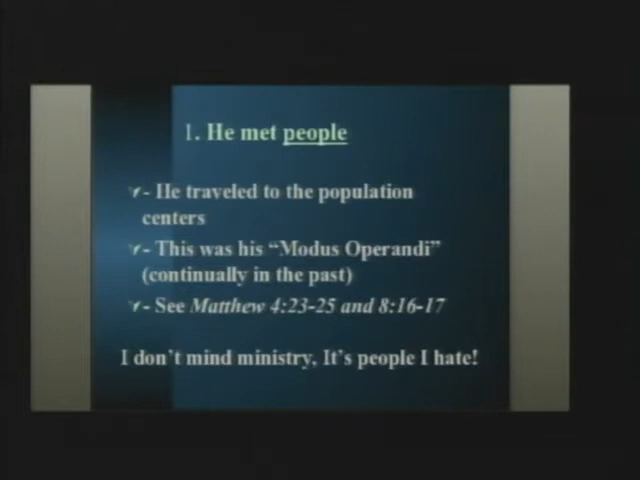 1. He met people
- He traveled to the population
centers
- This was his “Modus Operandi”
(continually in the past)
- See Matthew 4:23-25 and 8:16-17
I don't mind ministry, It's people I hate!